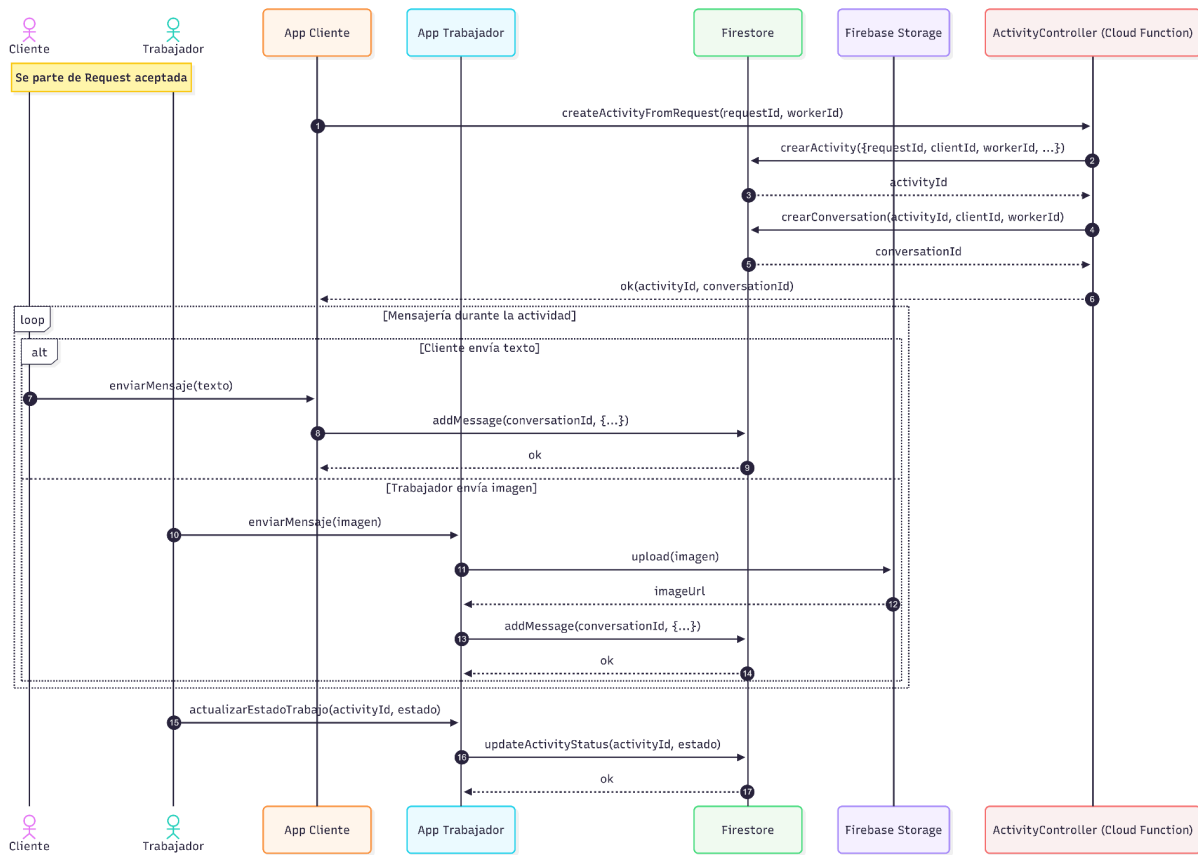 Cliente
Trabajador
App Cliente
App Trabajador
Firestore
Firebase Storage
ActivityController (Cloud Function)
Se parte de Request aceptada
createActivityFromRequest(requestId, workerId)
1
crearActivity({requestId, clientId, workerId, ...})
2
activityId
3
crearConversation(activityId, clientId, workerId)
4
conversationId
5
ok(activityId, conversationId)
6
loop
[Mensajería durante la actividad]
alt
[Cliente envía texto]
enviarMensaje(texto)
7
addMessage(conversationId, {...})
8
ok
9
[Trabajador envía imagen]
enviarMensaje(imagen)
10
upload(imagen)
11
imageUrl
12
addMessage(conversationId, {...})
13
ok
14
actualizarEstadoTrabajo(activityId, estado)
15
updateActivityStatus(activityId, estado)
16
ok
17
Cliente
Trabajador
App Cliente
App Trabajador
Firestore
Firebase Storage
ActivityController (Cloud Function)